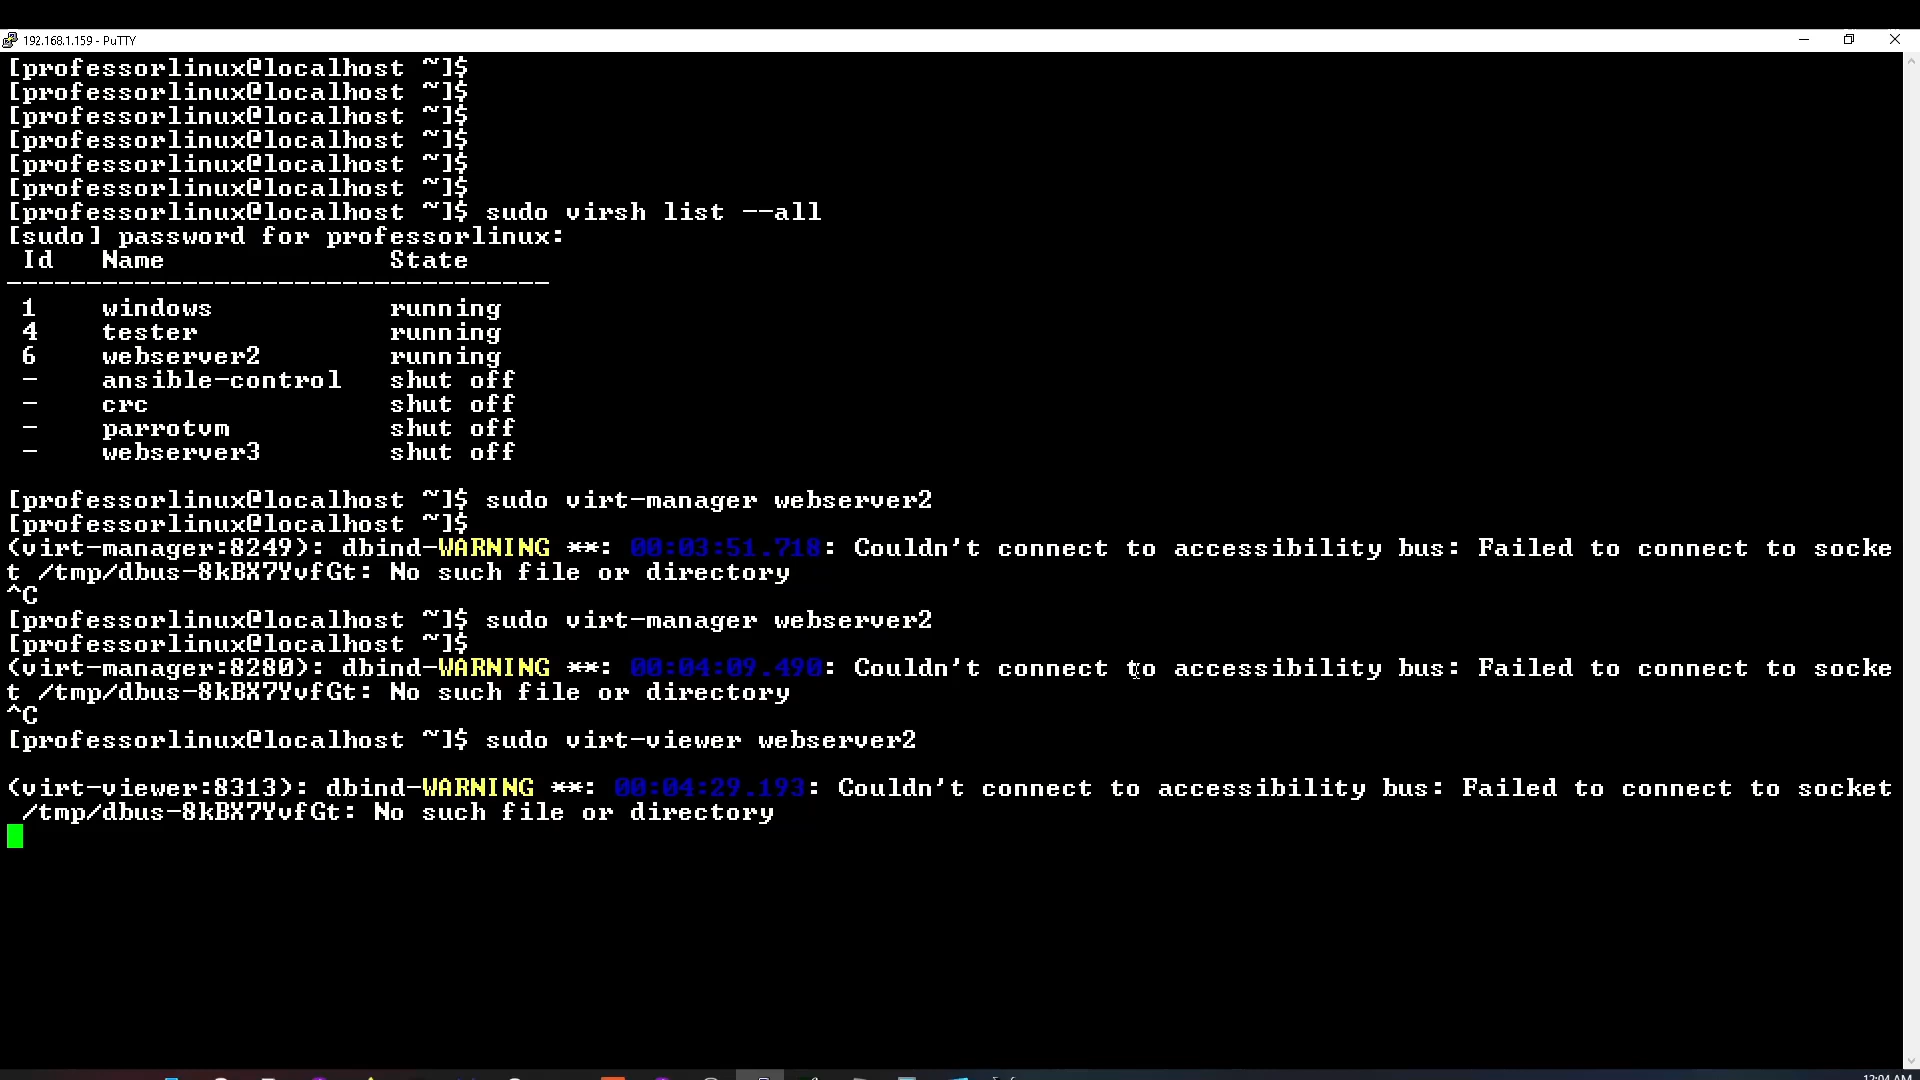 192.168.1.159 - PuTTY
[professorlinux@localhost ~]$
[professorlinux@localhost ~]$
[professorlinux@localhost ~]$
[professorlinux@localhost ~]$
[professorlinux@localhost ~]$
[professorlinux@localhost ~]$
[professorlinux@localhost ~]$ sudo virsh list --all
[sudo] password for professorlinux:
 Id   Name              State
----------------------------------
 1    windows           running
 4    tester            running
 6    webserver2        running
 -    ansible-control   shut off
 -    crc               shut off
 -    parrotvm          shut off
 -    webserver3        shut off
[professorlinux@localhost ~]$ sudo virt-manager webserver2
[professorlinux@localhost ~]$
(virt-manager:8249): dbind-WARNING **: 00:03:51.718: Couldn't connect to accessibility bus: Failed to connect to socke
t /tmp/dbus-8kBX7YvfGt: No such file or directory
^C
[professorlinux@localhost ~]$ sudo virt-manager webserver2
[professorlinux@localhost ~]$
(virt-manager:8280): dbind-WARNING **: 00:04:09.490: Couldn't connect to accessibility bus: Failed to connect to socke
t /tmp/dbus-8kBX7YvfGt: No such file or directory
^C
[professorlinux@localhost ~]$ sudo virt-viewer webserver2
(virt-viewer:8313): dbind-WARNING **: 00:04:29.193: Couldn't connect to accessibility bus: Failed to connect to socket
 /tmp/dbus-8kBX7YvfGt: No such file or directory
12:04 AM